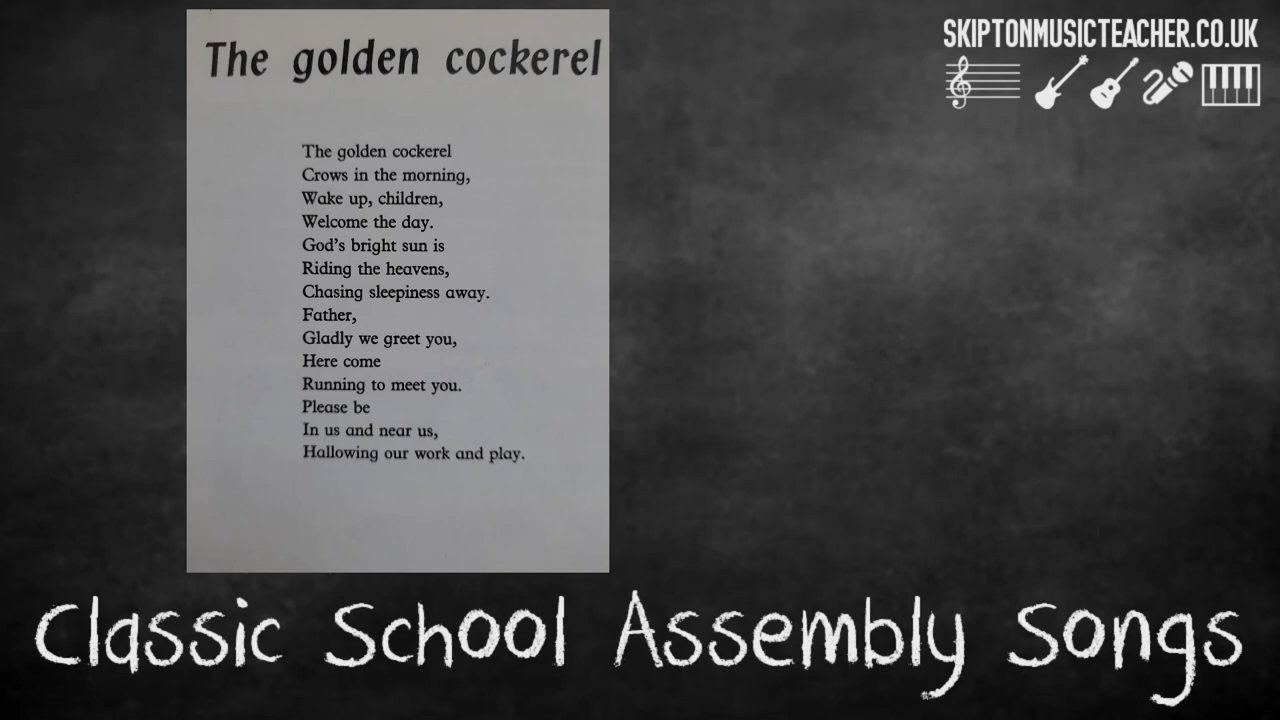 The golden cockerel
SKIPTONMUSICTEACHER.CO.UK
The golden cockerel
Crows in the morning,
Wake up, children,
Welcome the day.
God's bright sun is
Riding the heavens,
Chasing sleepiness away.
Father,
Gladly we greet you,
Here come
Running to meet you.
Please be
In us and near us,
Hallowing our work and play.
Classic School Assembly Songs